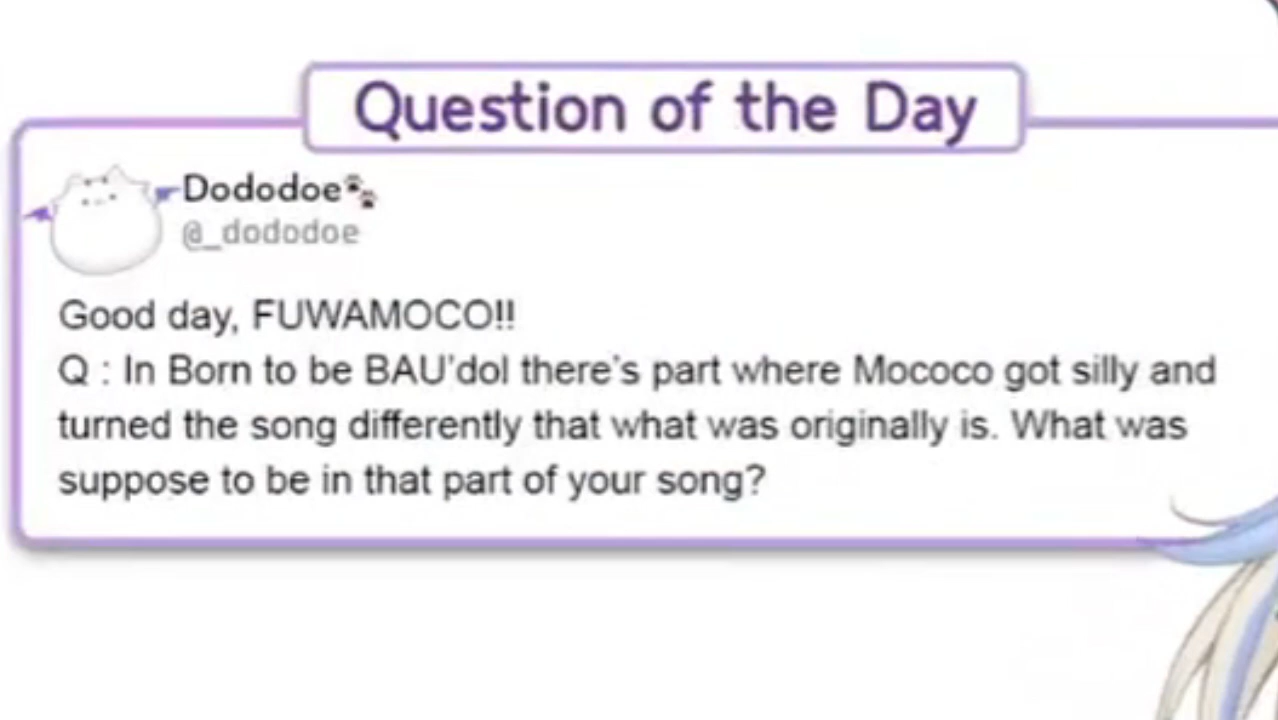 Question of the Day
Dododoe🐾
@_dododoe
Good day, FUWAMOCO!!
Q : In Born to be BAU'dol there's part where Mococo got silly and
turned the song differently that what was originally is. What was
suppose to be in that part of your song?